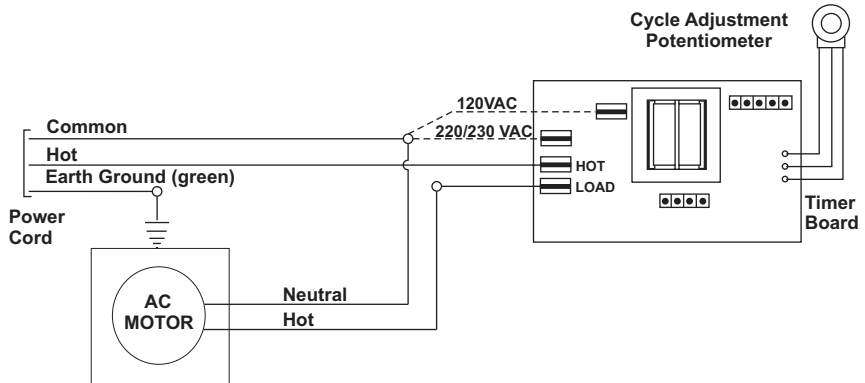 Cycle Adjustment
Potentiometer
120VAC
Common
220/230 VAC
Hot
HOT
Earth Ground (green)
LOAD
Power
Cord
Timer
Board
AC
MOTOR
Neutral
Hot